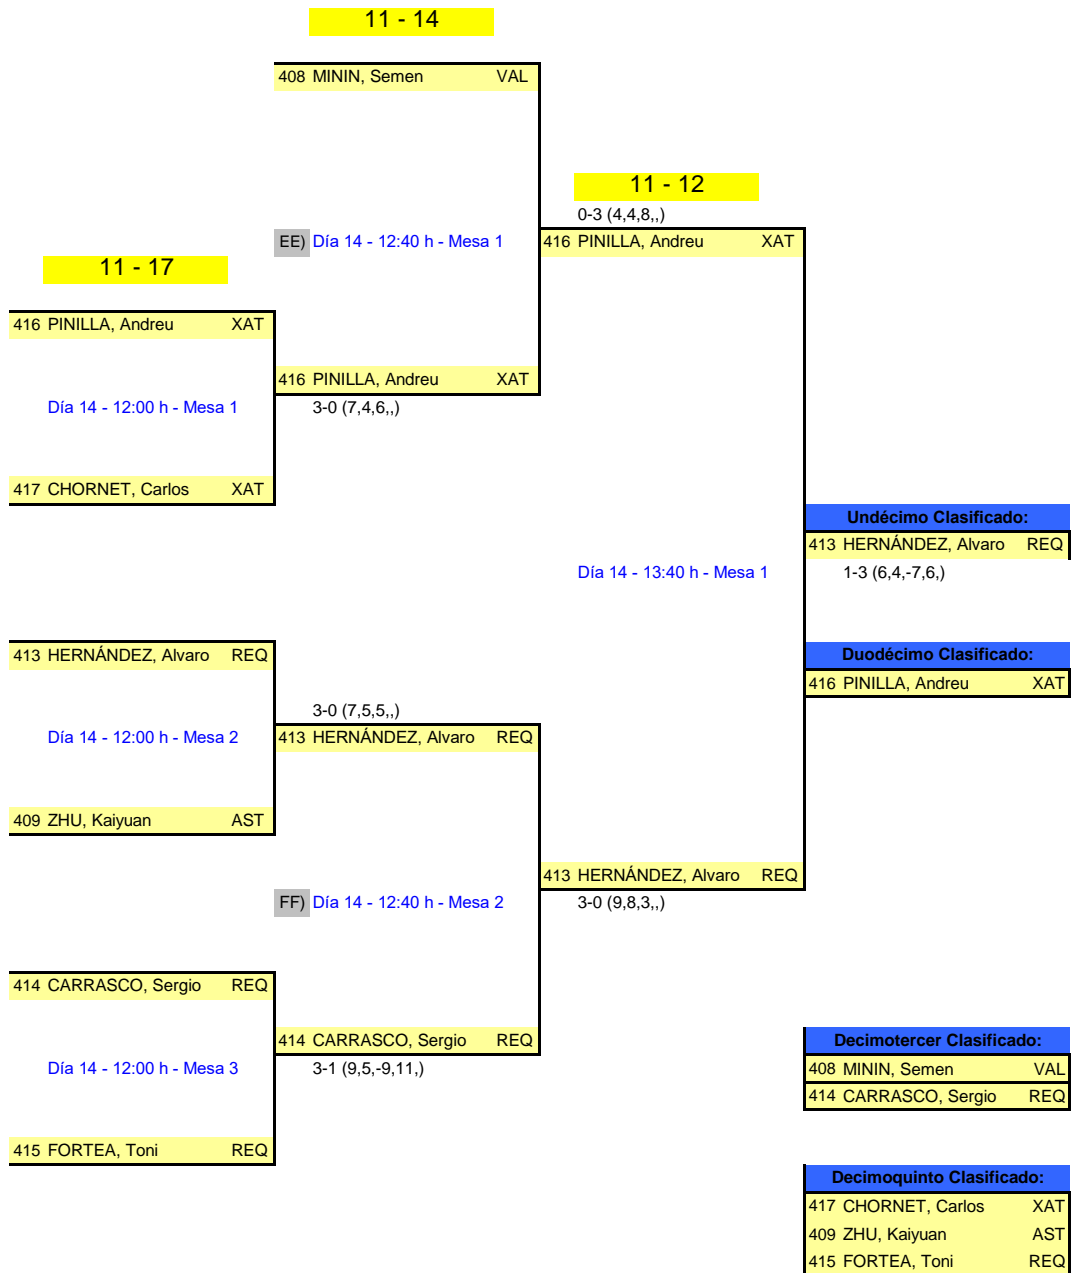 11 - 14
408 MININ, Semen VAL
11 - 12
0-3 (4,4,8,,)
EE) Día 14 - 12:40 h - Mesa 1
416 PINILLA, Andreu XAT
11 - 17
416 PINILLA, Andreu XAT
416 PINILLA, Andreu XAT
Día 14 - 12:00 h - Mesa 1
3-0 (7,4,6,,)
417 CHORNET, Carlos XAT
Undécimo Clasificado:
413 HERNÁNDEZ, Alvaro REQ
Día 14 - 13:40 h - Mesa 1
1-3 (6,4,-7,6,)
413 HERNÁNDEZ, Alvaro REQ
Duodécimo Clasificado:
416 PINILLA, Andreu XAT
3-0 (7,5,5,,)
Día 14 - 12:00 h - Mesa 2
413 HERNÁNDEZ, Alvaro REQ
409 ZHU, Kaiyuan AST
413 HERNÁNDEZ, Alvaro REQ
FF) Día 14 - 12:40 h - Mesa 2
3-0 (9,8,3,,)
414 CARRASCO, Sergio REQ
414 CARRASCO, Sergio REQ
Decimotercer Clasificado:
Día 14 - 12:00 h - Mesa 3
3-1 (9,5,-9,11,)
408 MININ, Semen VAL
414 CARRASCO, Sergio REQ
415 FORTEA, Toni REQ
Decimoquinto Clasificado:
417 CHORNET, Carlos XAT
409 ZHU, Kaiyuan AST
415 FORTEA, Toni REQ